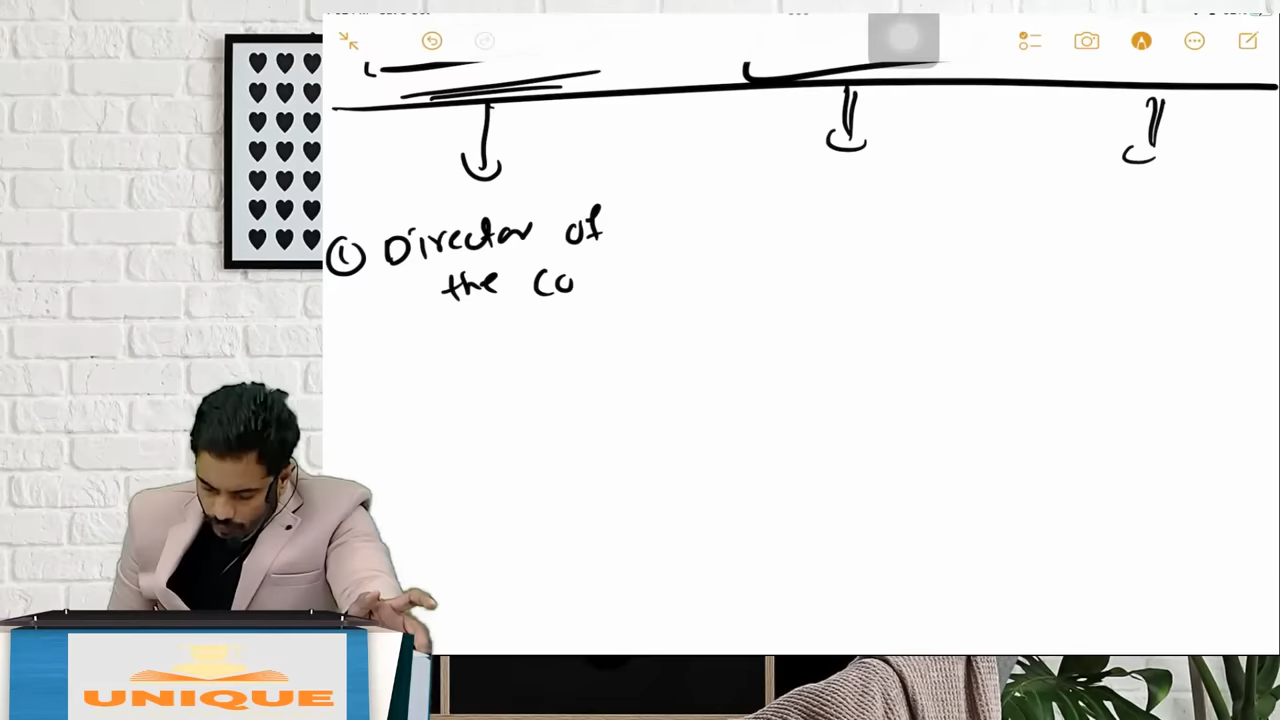 ① Director of
the Co
UNIQUE